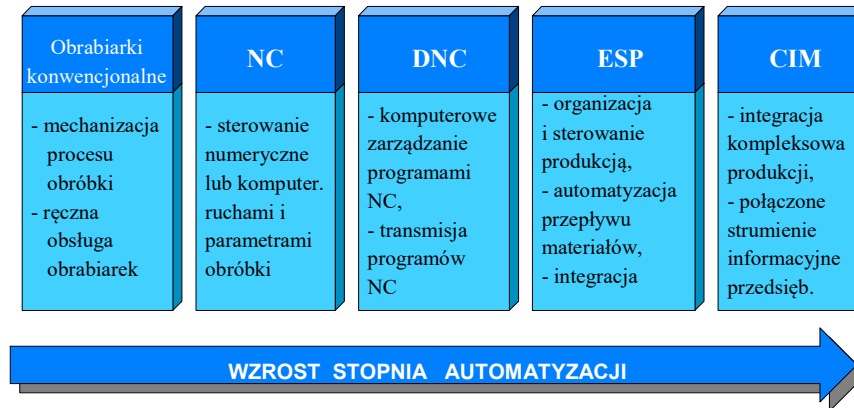 Obrabiarki
konwencjonalne
- mechanizacja
procesu
obróbki
- ręczna
obsługa
obrabiarek
NC
- sterowanie
numeryczne
lub komputer.
ruchami i
parametrami
obróbki
DNC
- komputerowe
zarządzanie
programami
NC,
- transmisja
programów
NC
ESP
- organizacja
i sterowanie
produkcją,
- automatyzacja
przepływu
materiałów,
- integracja
CIM
- integracja
kompleksowa
produkcji,
- połączone
strumienie
informacyjne
przedsięb.
WZROST STOPNIA AUTOMATYZACJI